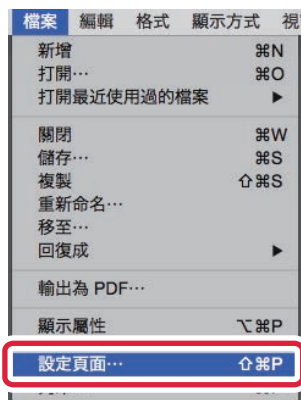 檔案 編輯 格式 顯示方式
新增 ⌘N
打開⋯ ⌘O
打開最近使用過的檔案 ▶
關閉 ⌘W
儲存⋯ ⌘S
複製 ⇧⌘S
重新命名⋯
移至⋯
回復成 ▶
輸出為 PDF⋯
顯示屬性 ⌥⌘P
設定頁面⋯ ⇧⌘P